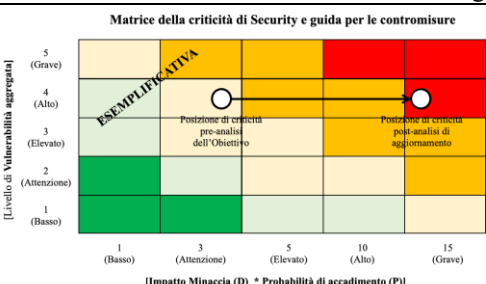 Matrice della criticità di Security e guida per le contromisure
[Livello di Vulnerabilità aggregata]
5
(Grave)
4
(Alto)
3
(Elevato)
2
(Attenzione)
1
(Basso)
ESEMPLIFICATIVA
Posizione di criticità
pre-analisi
dell'Obiettivo
Posizione di criticità
post-analisi di
aggiornamento
1
(Basso)
3
(Attenzione)
5
(Elevato)
10
(Alto)
15
(Grave)
[Impatto Minaccia (D) * Probabilità di accadimento (P)]